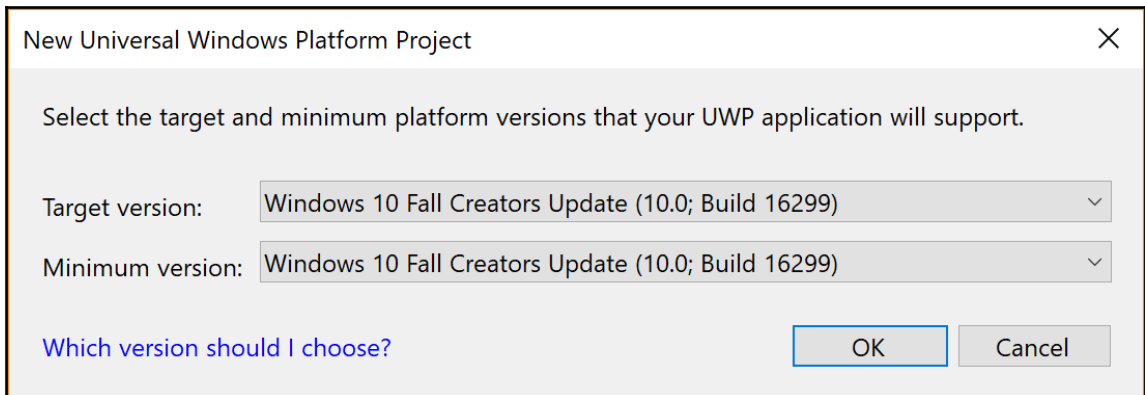 New Universal Windows Platform Project
Select the target and minimum platform versions that your UWP application will support.
Target version: Windows 10 Fall Creators Update (10.0; Build 16299)
Minimum version: Windows 10 Fall Creators Update (10.0; Build 16299)
Which version should I choose? OK Cancel